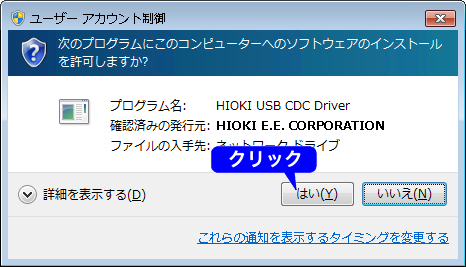 ユーザー アカウント制御
次のプログラムにこのコンピューターへのソフトウェアのインストール
を許可しますか?
プログラム名: HIOKI USB CDC Driver
確認済みの発行元: HIOKI E.E. CORPORATION
ファイルの入手先: ネットワーク ドライブ
クリック
詳細を表示する(D) はい(Y) いいえ(N)
これらの通知を表示するタイミングを変更する